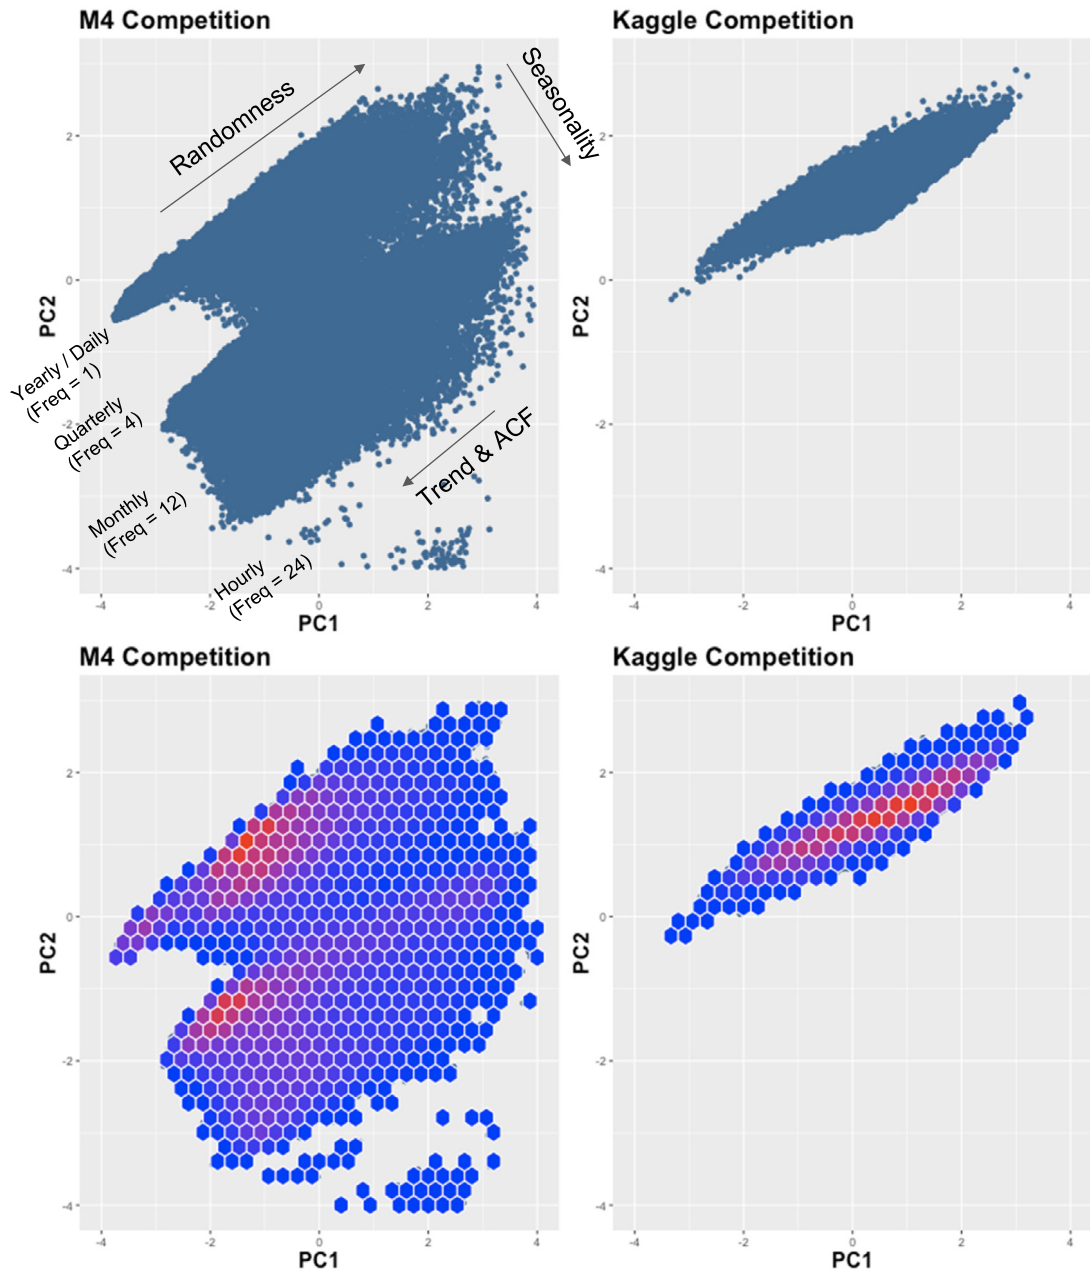 M4 Competition
Randomness
Seasonality
2
0
-2
-4
PC2
Yearly / Daily
(Freq = 1)
Quarterly
(Freq = 4)
Monthly
(Freq = 12)
Hourly
(Freq = 24)
Trend & ACF
-4
-2
0
2
4
PC1
Kaggle Competition
2
0
-2
-4
PC2
-4
-2
0
2
4
PC1
M4 Competition
2
0
-2
-4
PC2
-4
-2
0
2
4
PC1
Kaggle Competition
2
0
-2
-4
PC2
-4
-2
0
2
4
PC1